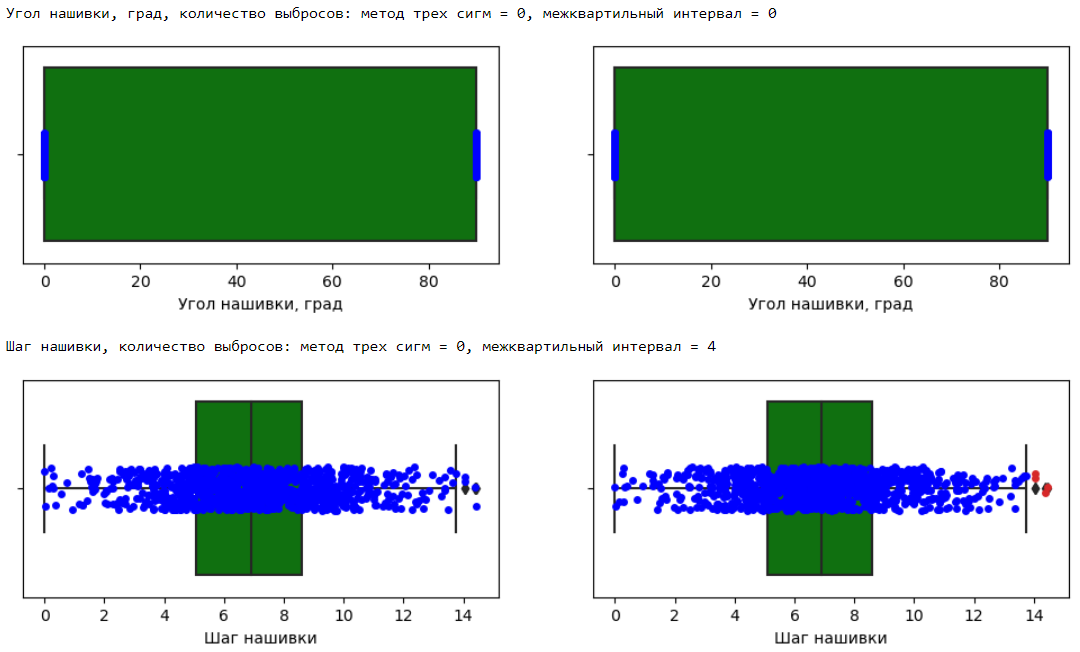 Угол нашивки, град, количество выбросов: метод трех сигм = 0, межквартильный интервал = 0
0 20 40 60 80
Угол нашивки, град
0 20 40 60 80
Угол нашивки, град
Шаг нашивки, количество выбросов: метод трех сигм = 0, межквартильный интервал = 4
0 2 4 6 8 10 12 14
Шаг нашивки
0 2 4 6 8 10 12 14
Шаг нашивки